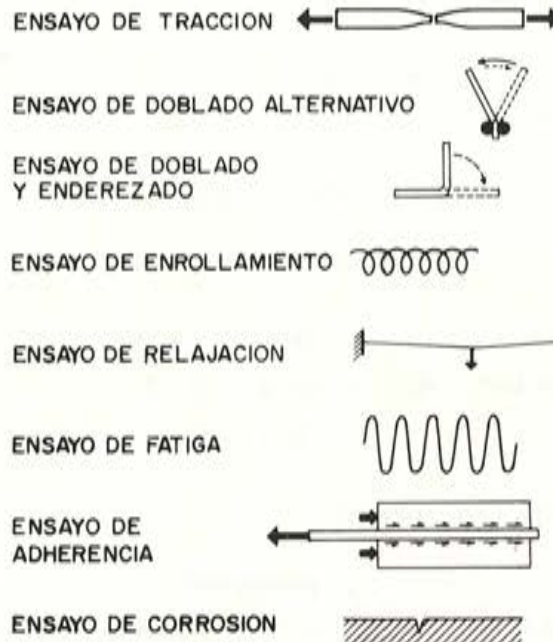 ENSAYO DE TRACCION
ENSAYO DE DOBLADO ALTERNATIVO
ENSAYO DE DOBLADO
Y ENDEREZADO
ENSAYO DE ENROLLAMIENTO
ENSAYO DE RELAJACION
ENSAYO DE FATIGA
ENSAYO DE
ADHERENCIA
ENSAYO DE CORROSION